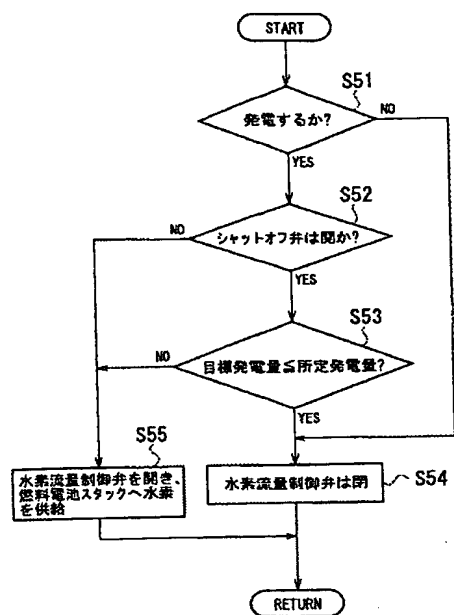 START
S51
発電するか?
NO
YES
S52
シャットオフ弁は開か?
NO
YES
S53
目標発電量≦所定発電量?
NO
YES
S55
水素流量制御弁を開き、
燃料電池スタックへ水素
を供給
水素流量制御弁は閉
S54
RETURN